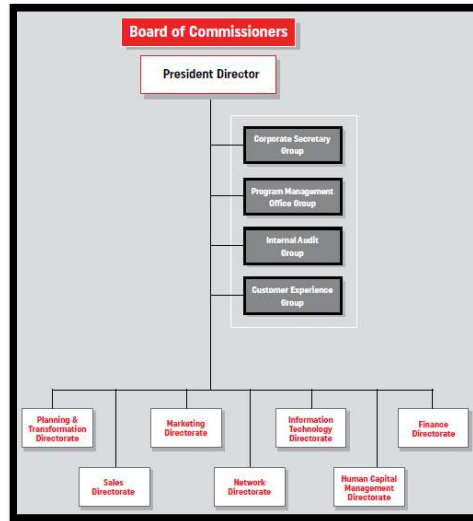 Board of Commissioners
President Director
Corporate Secretary
Group
Program Management
Office Group
Internal Audit
Group
Customer Experience
Group
Planning &
Transformation
Directorate
Marketing
Directorate
Information
Technology
Directorate
Finance
Directorate
Sales
Directorate
Network
Directorate
Human Capital
Management
Directorate